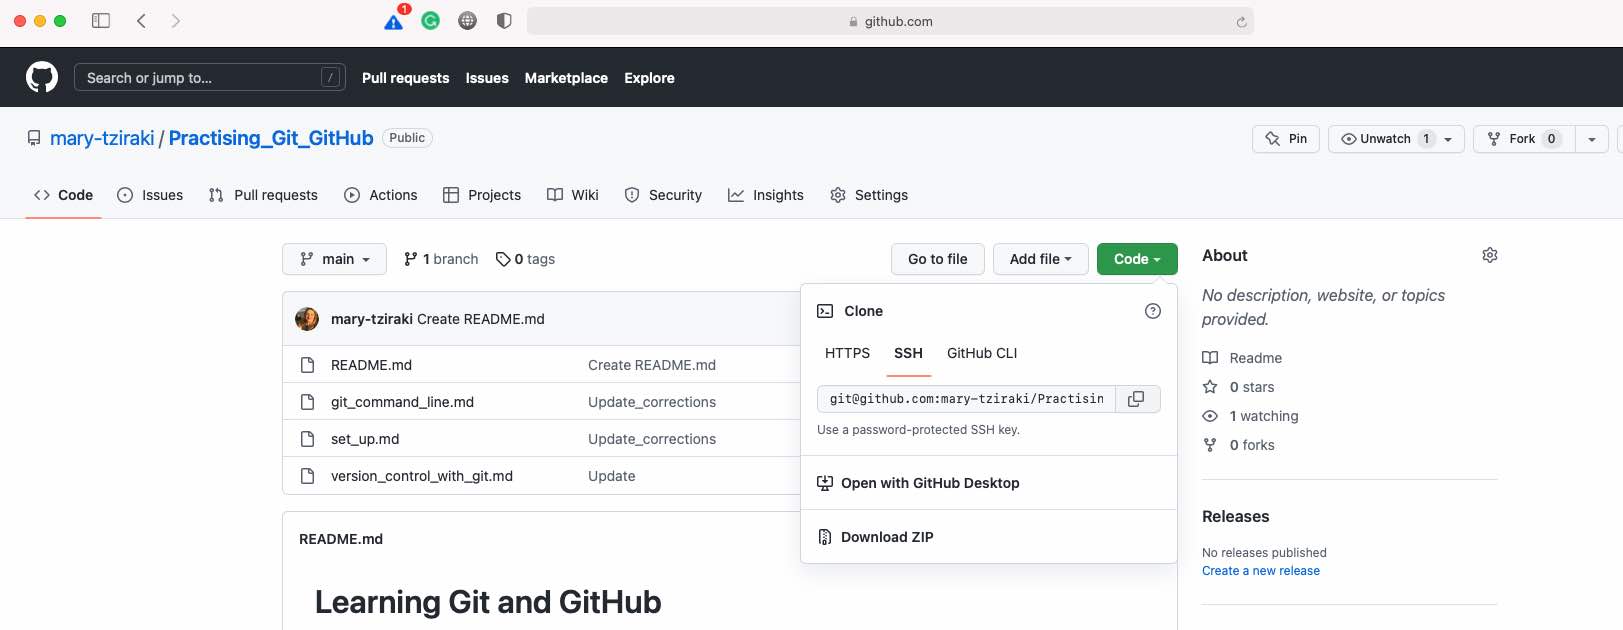 1
github.com
Search or jump to... /
Pull requests Issues Marketplace Explore
mary-tziraki / Practising_Git_GitHub Public
Pin Unwatch 1 Fork 0
Code Issues Pull requests Actions Projects Wiki Security Insights Settings
main 1 branch 0 tags
Go to file Add file Code
mary-tziraki Create README.md
README.md Create README.md
git_command_line.md Update_corrections
set_up.md Update_corrections
version_control_with_git.md Update
Clone
HTTPS SSH GitHub CLI
git@github.com:mary-tziraki/Practisin
Use a password-protected SSH key.
Open with GitHub Desktop
Download ZIP
README.md
Learning Git and GitHub
About
No description, website, or topics
provided.
Readme
0 stars
1 watching
0 forks
Releases
No releases published
Create a new release